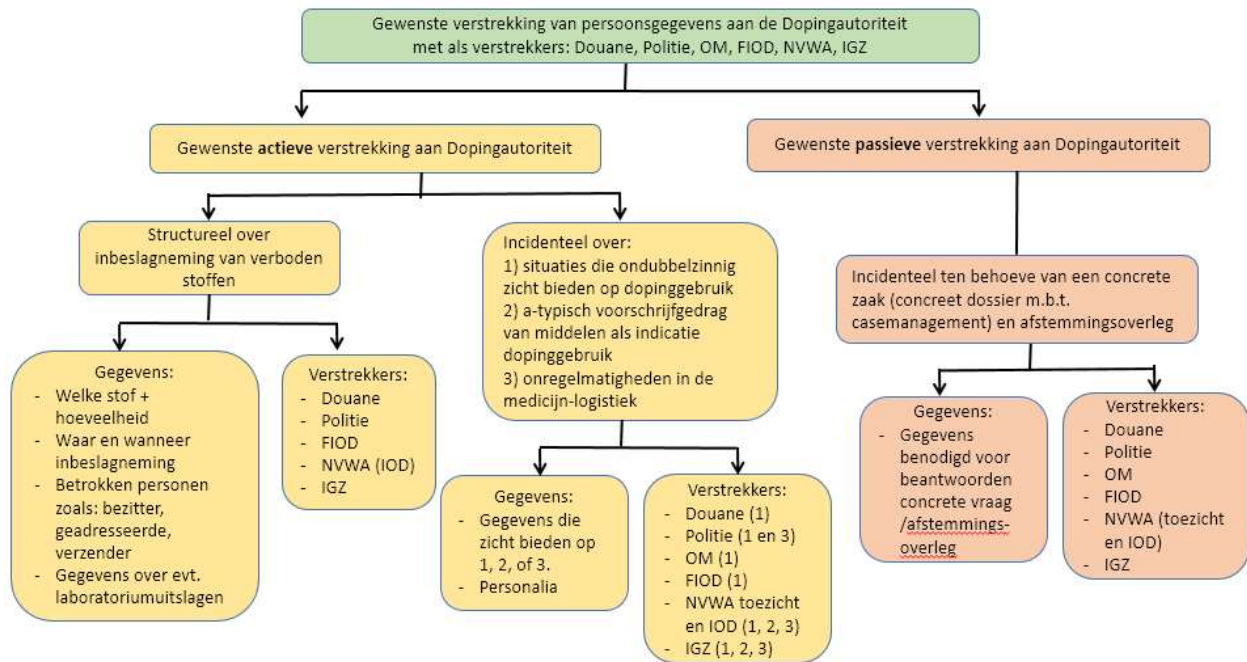 Gewenste verstrekking van persoonsgegevens aan de Dopingautoriteit
met als verstrekkers: Douane, Politie, OM, FIOD, NVWA, IGZ
Gewenste actieve verstrekking aan Dopingautoriteit
Gewenste passieve verstrekking aan Dopingautoriteit
Structureel over
inbeslagneming van verboden
stoffen
Incidenteel over:
1) situaties die ondubbelzinnig
zicht bieden op dopinggebruik
2) a-typisch voorschrijfgedrag
van middelen als indicatie
dopinggebruik
3) onregelmatigheden in de
medicijn-logistiek
Incidenteel ten behoeve van een concrete
zaak (concreet dossier m.b.t.
casemanagement) en afstemmingsoverleg
Gegevens:
- Welke stof +
hoeveelheid
- Waar en wanneer
inbeslagneming
- Betrokken personen
zoals: bezitter,
geadresseerde,
verzender
- Gegevens over evt.
laboratoriumuitslagen
Verstrekkers:
- Douane
- Politie
- FIOD
- NVWA (IOD)
- IGZ
Gegevens:
- Gegevens die
zicht bieden op
1, 2, of 3.
- Personalia
Verstrekkers:
- Douane (1)
- Politie (1 en 3)
- OM (1)
- FIOD (1)
- NVWA toezicht
en IOD (1, 2, 3)
- IGZ (1, 2, 3)
Gegevens:
- Gegevens
benodigd voor
beantwoorden
concrete vraag
/afstemmings-
overleg
Verstrekkers:
- Douane
- Politie
- OM
- FIOD
- NVWA (toezicht
en IOD)
- IGZ